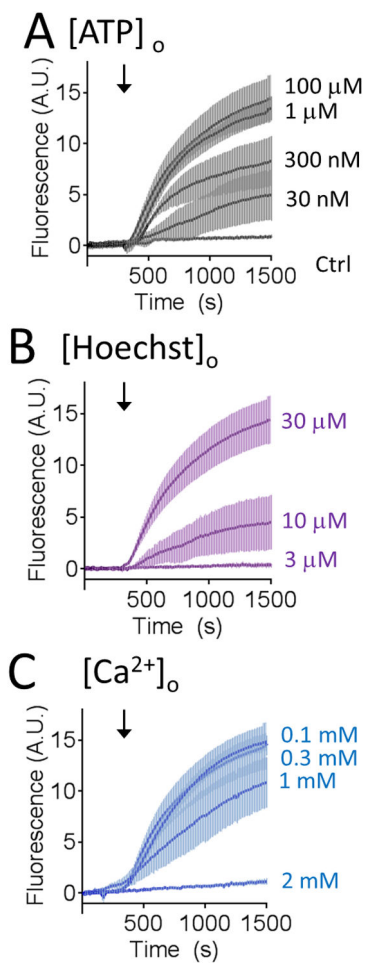 A [ATP] o
Fluorescence (A.U.)
15
10
5
0
100 μM
1 μM
300 nM
30 nM
Ctrl
500 1000 1500
Time (s)
B [Hoechst]o
Fluorescence (A.U.)
15
10
5
0
30 μM
10 μM
3 μM
500 1000 1500
Time (s)
C [Ca²⁺]o
Fluorescence (A.U.)
15
10
5
0
0.1 mM
0.3 mM
1 mM
2 mM
500 1000 1500
Time (s)